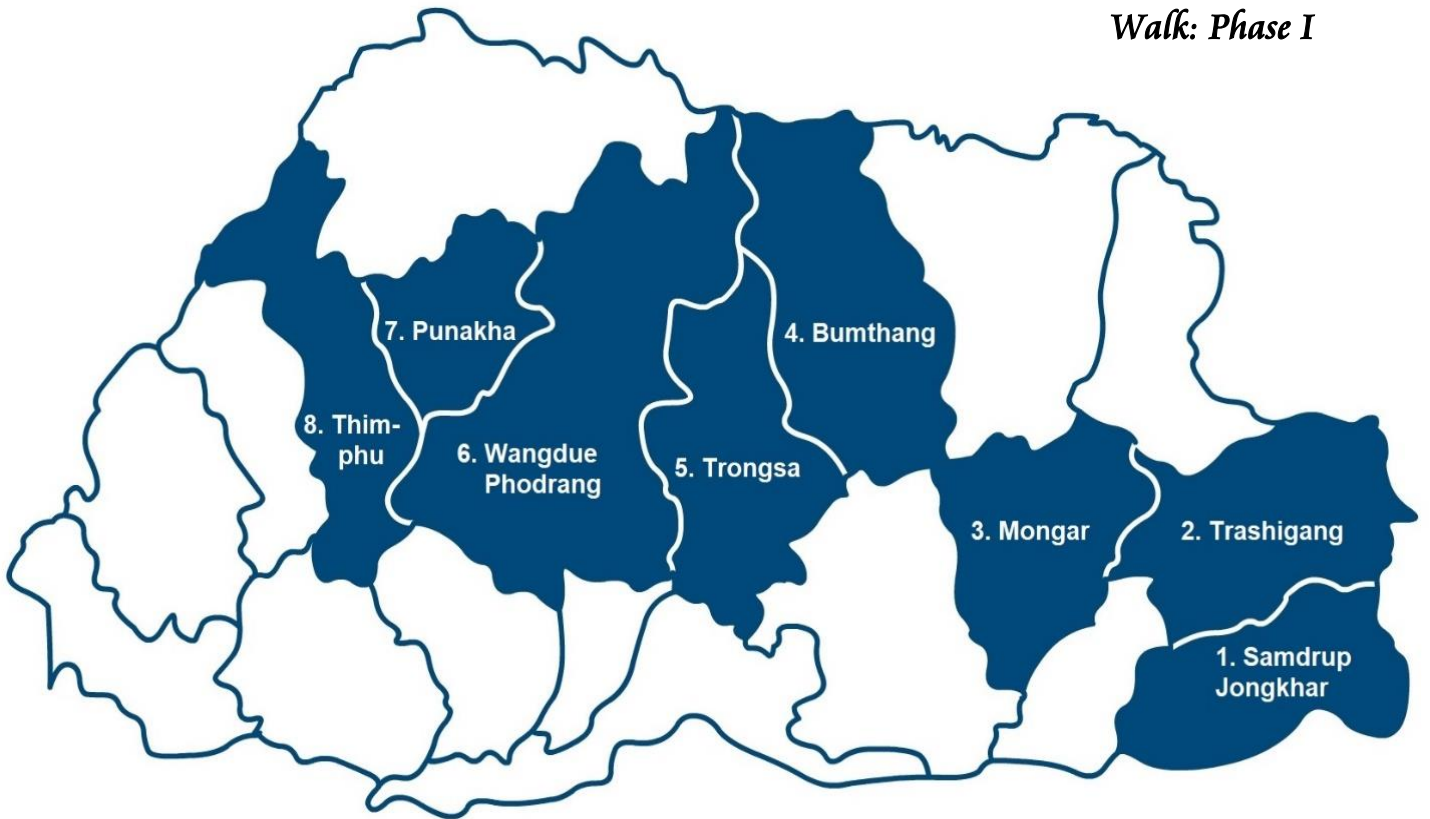 Walk: Phase I
7. Punakha
4. Bumthang
8. Thim-
phu
6. Wangdue
Phodrang
5. Trongsa
3. Mongar
2. Trashigang
1. Samdrup
Jongkhar